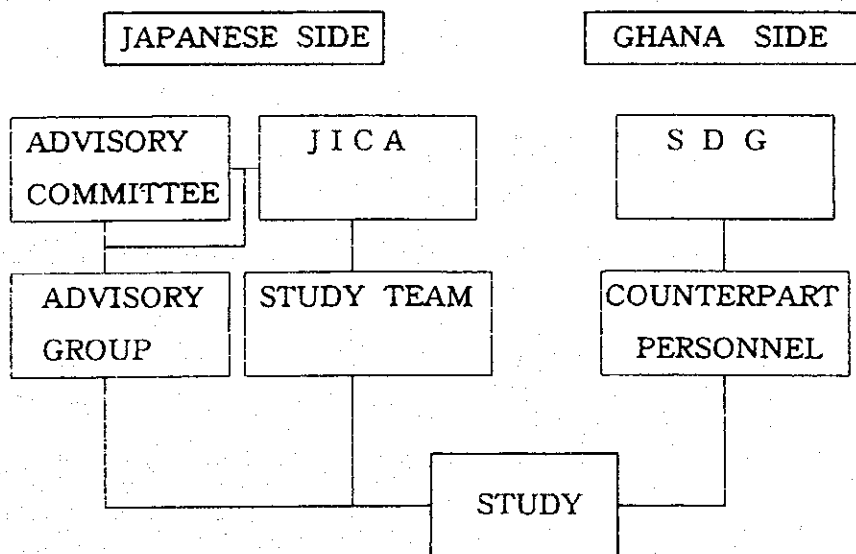 JAPANESE SIDE
GHANA SIDE
ADVISORY
COMMITTEE
JICA
SDG
ADVISORY
GROUP
STUDY TEAM
COUNTERPART
PERSONNEL
STUDY